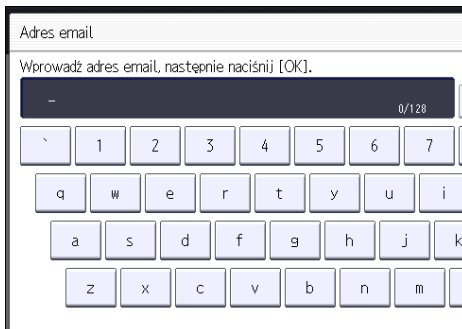 Adres email
Wprowadź adres email, następnie naciśnij [OK].
_
0/128
` 1 2 3 4 5 6 7
q w e r t y u i
a s d f g h j k
z x c v b n m